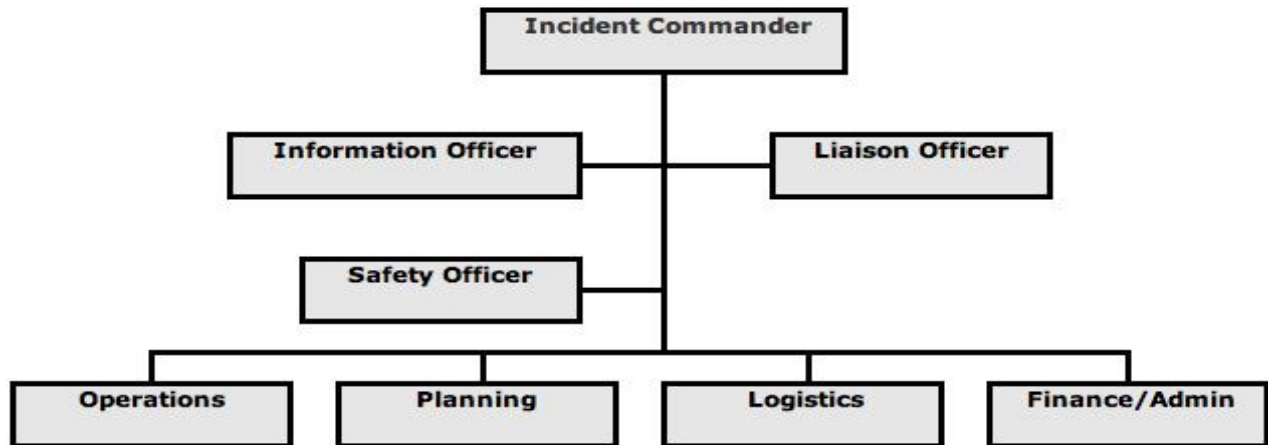 Incident Commander
Information Officer
Liaison Officer
Safety Officer
Operations
Planning
Logistics
Finance/Admin